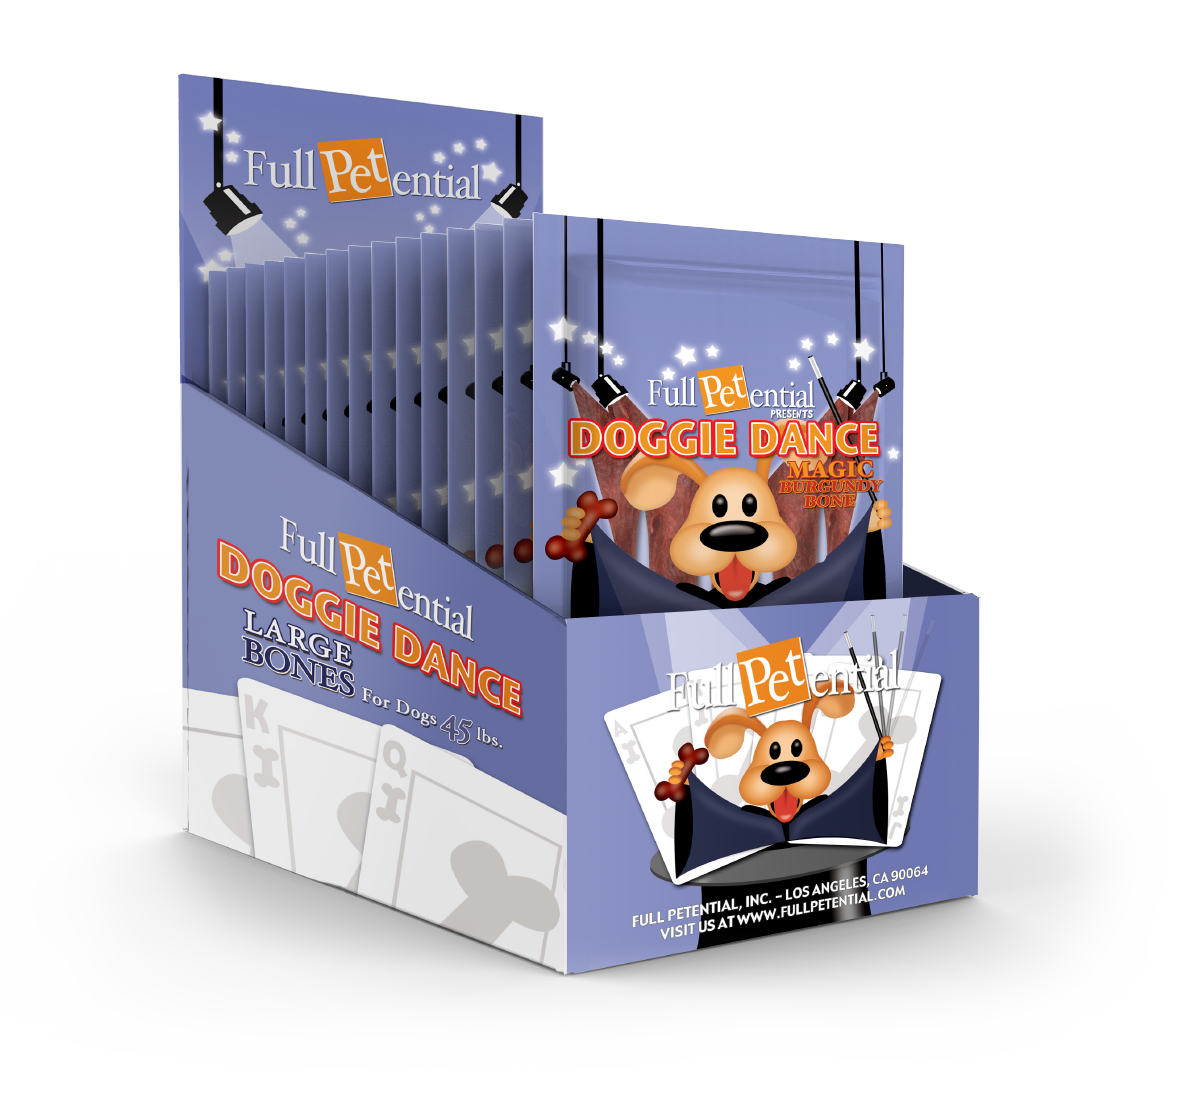 Full Petential
Full Petential
PRESENTS
DOGGIE DANCE
MAGIC
BURGUNDY
BONE
Full Petential
DOGGIE DANCE
LARGE
BONES
For Dogs 45 lbs.
K
Q
Full Petential
A
J
FULL PETENTIAL, INC. – LOS ANGELES, CA 90064
VISIT US AT WWW.FULLPETENTIAL.COM